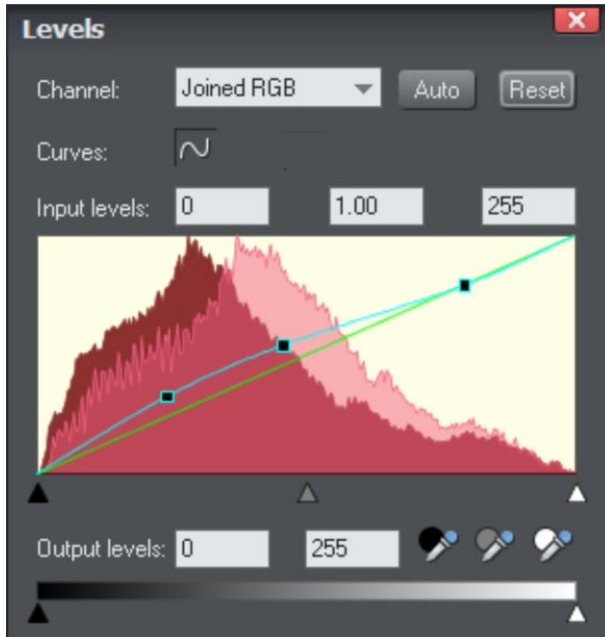 Levels
Channel: Joined RGB Auto Reset
Curves:
Input levels: 0 1.00 255
Output levels: 0 255